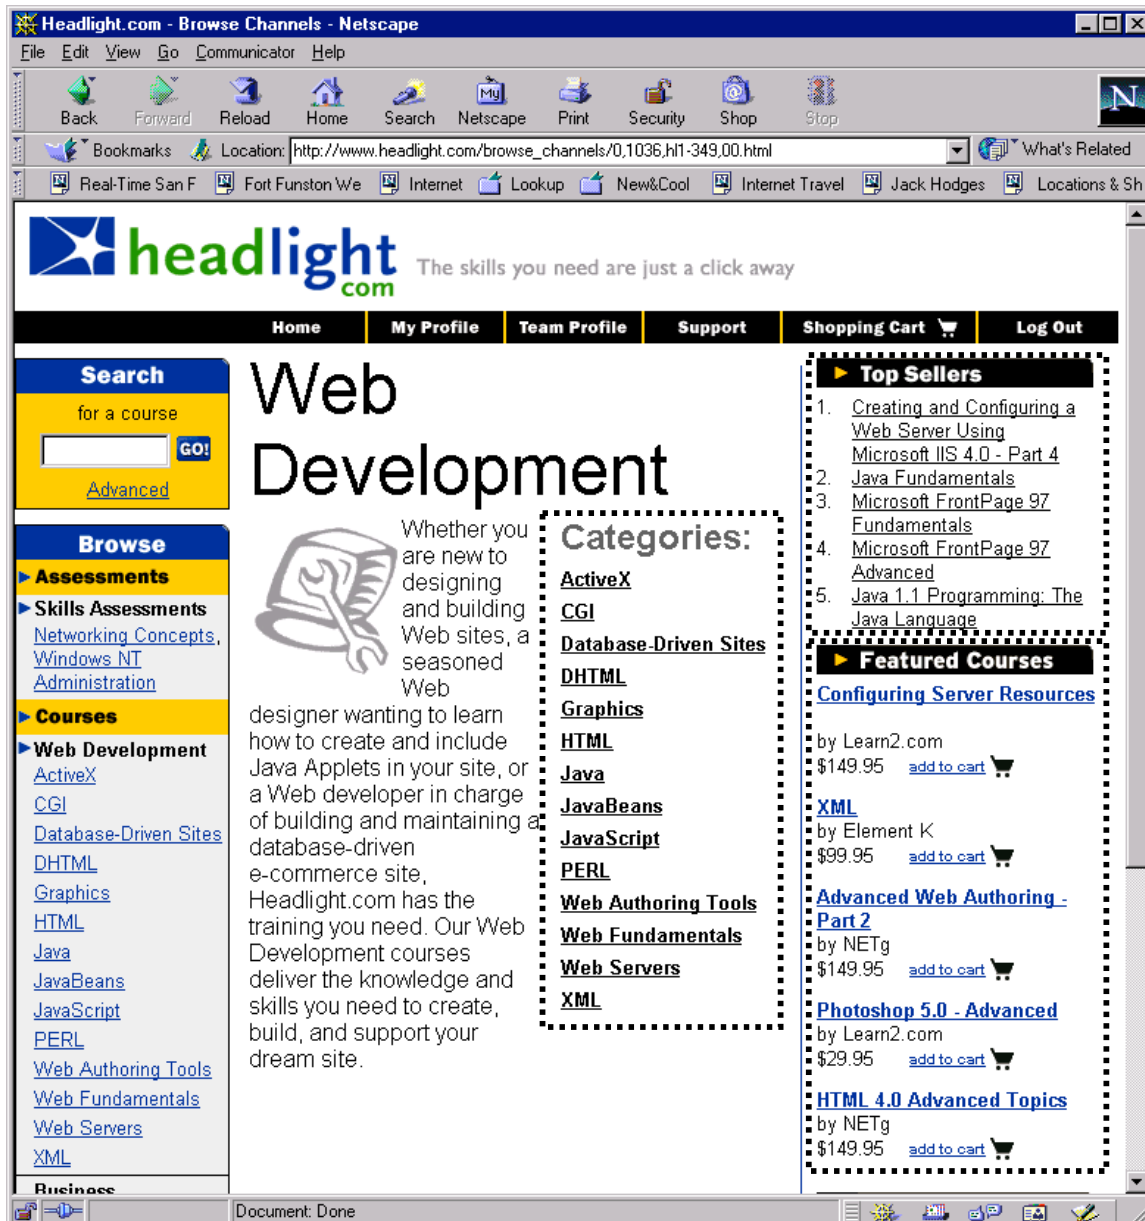 Headlight.com - Browse Channels - Netscape
File Edit View Go Communicator Help
Back Forward Reload Home Search Netscape Print Security Shop Stop
Bookmarks Location: http://www.headlight.com/browse_channels/0,1036,hl1-349,00.html What's Related
Real-Time San F Fort Funston We Internet Lookup New&Cool Internet Travel Jack Hodges Locations & Sh
headlight
com
The skills you need are just a click away
Home My Profile Team Profile Support Shopping Cart Log Out
Search
for a course
GO!
Advanced
Browse
Assessments
Skills Assessments
Networking Concepts,
Windows NT
Administration
Courses
Web Development
ActiveX
CGI
Database-Driven Sites
DHTML
Graphics
HTML
Java
JavaBeans
JavaScript
PERL
Web Authoring Tools
Web Fundamentals
Web Servers
XML
Business
Web
Development
Whether you
are new to
designing
and building
Web sites, a
seasoned
Web
designer wanting to learn
how to create and include
Java Applets in your site, or
a Web developer in charge
of building and maintaining a
database-driven
e-commerce site,
Headlight.com has the
training you need. Our Web
Development courses
deliver the knowledge and
skills you need to create,
build, and support your
dream site.
Categories:
ActiveX
CGI
Database-Driven Sites
DHTML
Graphics
HTML
Java
JavaBeans
JavaScript
PERL
Web Authoring Tools
Web Fundamentals
Web Servers
XML
Top Sellers
1. Creating and Configuring a
Web Server Using
Microsoft IIS 4.0 - Part 4
2. Java Fundamentals
3. Microsoft FrontPage 97
Fundamentals
4. Microsoft FrontPage 97
Advanced
5. Java 1.1 Programming: The
Java Language
Featured Courses
Configuring Server Resources
by Learn2.com
$149.95 add to cart
XML
by Element K
$99.95 add to cart
Advanced Web Authoring -
Part 2
by NETg
$149.95 add to cart
Photoshop 5.0 - Advanced
by Learn2.com
$29.95 add to cart
HTML 4.0 Advanced Topics
by NETg
$149.95 add to cart
Document: Done